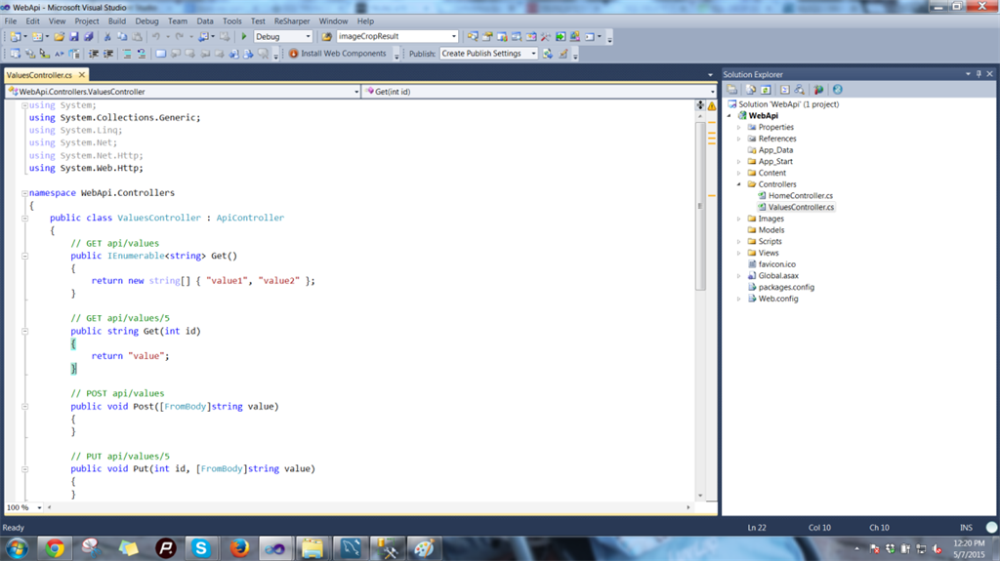 WebApi - Microsoft Visual Studio
File Edit View Project Build Debug Team Data Tools Test ReSharper Window Help
Debug imageCropResult
Install Web Components Publish: Create Publish Settings
ValuesController.cs
WebApi.Controllers.ValuesController Get(int id)
using System;
using System.Collections.Generic;
using System.Linq;
using System.Net;
using System.Net.Http;
using System.Web.Http;
namespace WebApi.Controllers
{
public class ValuesController : ApiController
{
// GET api/values
public IEnumerable<string> Get()
{
return new string[] { "value1", "value2" };
}
// GET api/values/5
public string Get(int id)
{
return "value";
}
// POST api/values
public void Post([FromBody]string value)
{
}
// PUT api/values/5
public void Put(int id, [FromBody]string value)
{
}
100 %
Solution Explorer
Solution 'WebApi' (1 project)
WebApi
Properties
References
App_Data
App_Start
Content
Controllers
HomeController.cs
ValuesController.cs
Images
Models
Scripts
Views
favicon.ico
Global.asax
packages.config
Web.config
Ready Ln 22 Col 10 Ch 10 INS
12:20 PM
5/7/2015